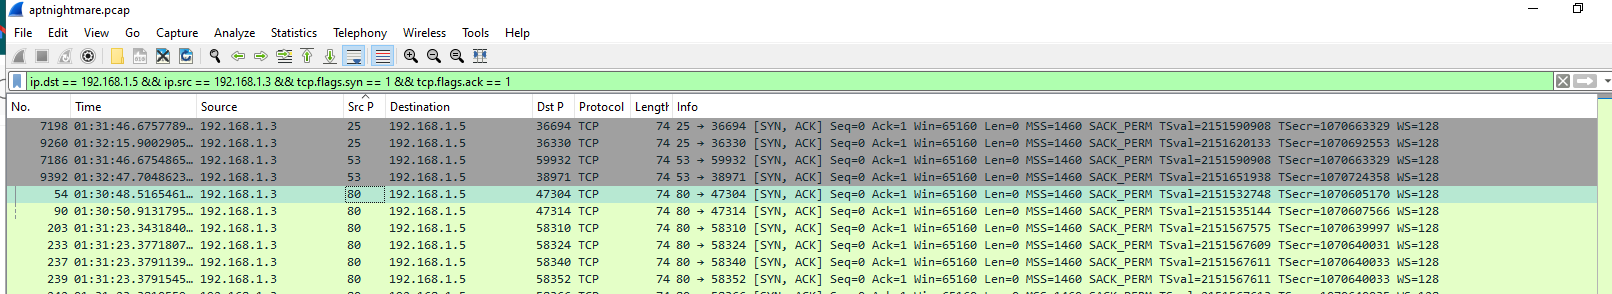 aptnightmare.pcap
File Edit View Go Capture Analyze Statistics Telephony Wireless Tools Help
ip.dst == 192.168.1.5 && ip.src == 192.168.1.3 && tcp.flags.syn == 1 && tcp.flags.ack == 1
No. Time Source Src P Destination Dst P Protocol Length Info
7198 01:31:46.6757789… 192.168.1.3 25 192.168.1.5 36694 TCP 74 25 → 36694 [SYN, ACK] Seq=0 Ack=1 Win=65160 Len=0 MSS=1460 SACK_PERM TSval=2151590908 TSecr=1070663329 WS=128
9260 01:32:15.9002905… 192.168.1.3 25 192.168.1.5 36330 TCP 74 25 → 36330 [SYN, ACK] Seq=0 Ack=1 Win=65160 Len=0 MSS=1460 SACK_PERM TSval=2151620133 TSecr=1070692553 WS=128
7186 01:31:46.6754865… 192.168.1.3 53 192.168.1.5 59932 TCP 74 53 → 59932 [SYN, ACK] Seq=0 Ack=1 Win=65160 Len=0 MSS=1460 SACK_PERM TSval=2151590908 TSecr=1070663329 WS=128
9392 01:32:47.7048623… 192.168.1.3 53 192.168.1.5 38971 TCP 74 53 → 38971 [SYN, ACK] Seq=0 Ack=1 Win=65160 Len=0 MSS=1460 SACK_PERM TSval=2151651938 TSecr=1070724358 WS=128
54 01:30:48.5165461… 192.168.1.3 80 192.168.1.5 47304 TCP 74 80 → 47304 [SYN, ACK] Seq=0 Ack=1 Win=65160 Len=0 MSS=1460 SACK_PERM TSval=2151532748 TSecr=1070605170 WS=128
90 01:30:50.9131795… 192.168.1.3 80 192.168.1.5 47314 TCP 74 80 → 47314 [SYN, ACK] Seq=0 Ack=1 Win=65160 Len=0 MSS=1460 SACK_PERM TSval=2151535144 TSecr=1070607566 WS=128
203 01:31:23.3431840… 192.168.1.3 80 192.168.1.5 58310 TCP 74 80 → 58310 [SYN, ACK] Seq=0 Ack=1 Win=65160 Len=0 MSS=1460 SACK_PERM TSval=2151567575 TSecr=1070639997 WS=128
233 01:31:23.3771807… 192.168.1.3 80 192.168.1.5 58324 TCP 74 80 → 58324 [SYN, ACK] Seq=0 Ack=1 Win=65160 Len=0 MSS=1460 SACK_PERM TSval=2151567609 TSecr=1070640031 WS=128
237 01:31:23.3791139… 192.168.1.3 80 192.168.1.5 58340 TCP 74 80 → 58340 [SYN, ACK] Seq=0 Ack=1 Win=65160 Len=0 MSS=1460 SACK_PERM TSval=2151567611 TSecr=1070640033 WS=128
239 01:31:23.3791545… 192.168.1.3 80 192.168.1.5 58352 TCP 74 80 → 58352 [SYN, ACK] Seq=0 Ack=1 Win=65160 Len=0 MSS=1460 SACK_PERM TSval=2151567611 TSecr=1070640033 WS=128